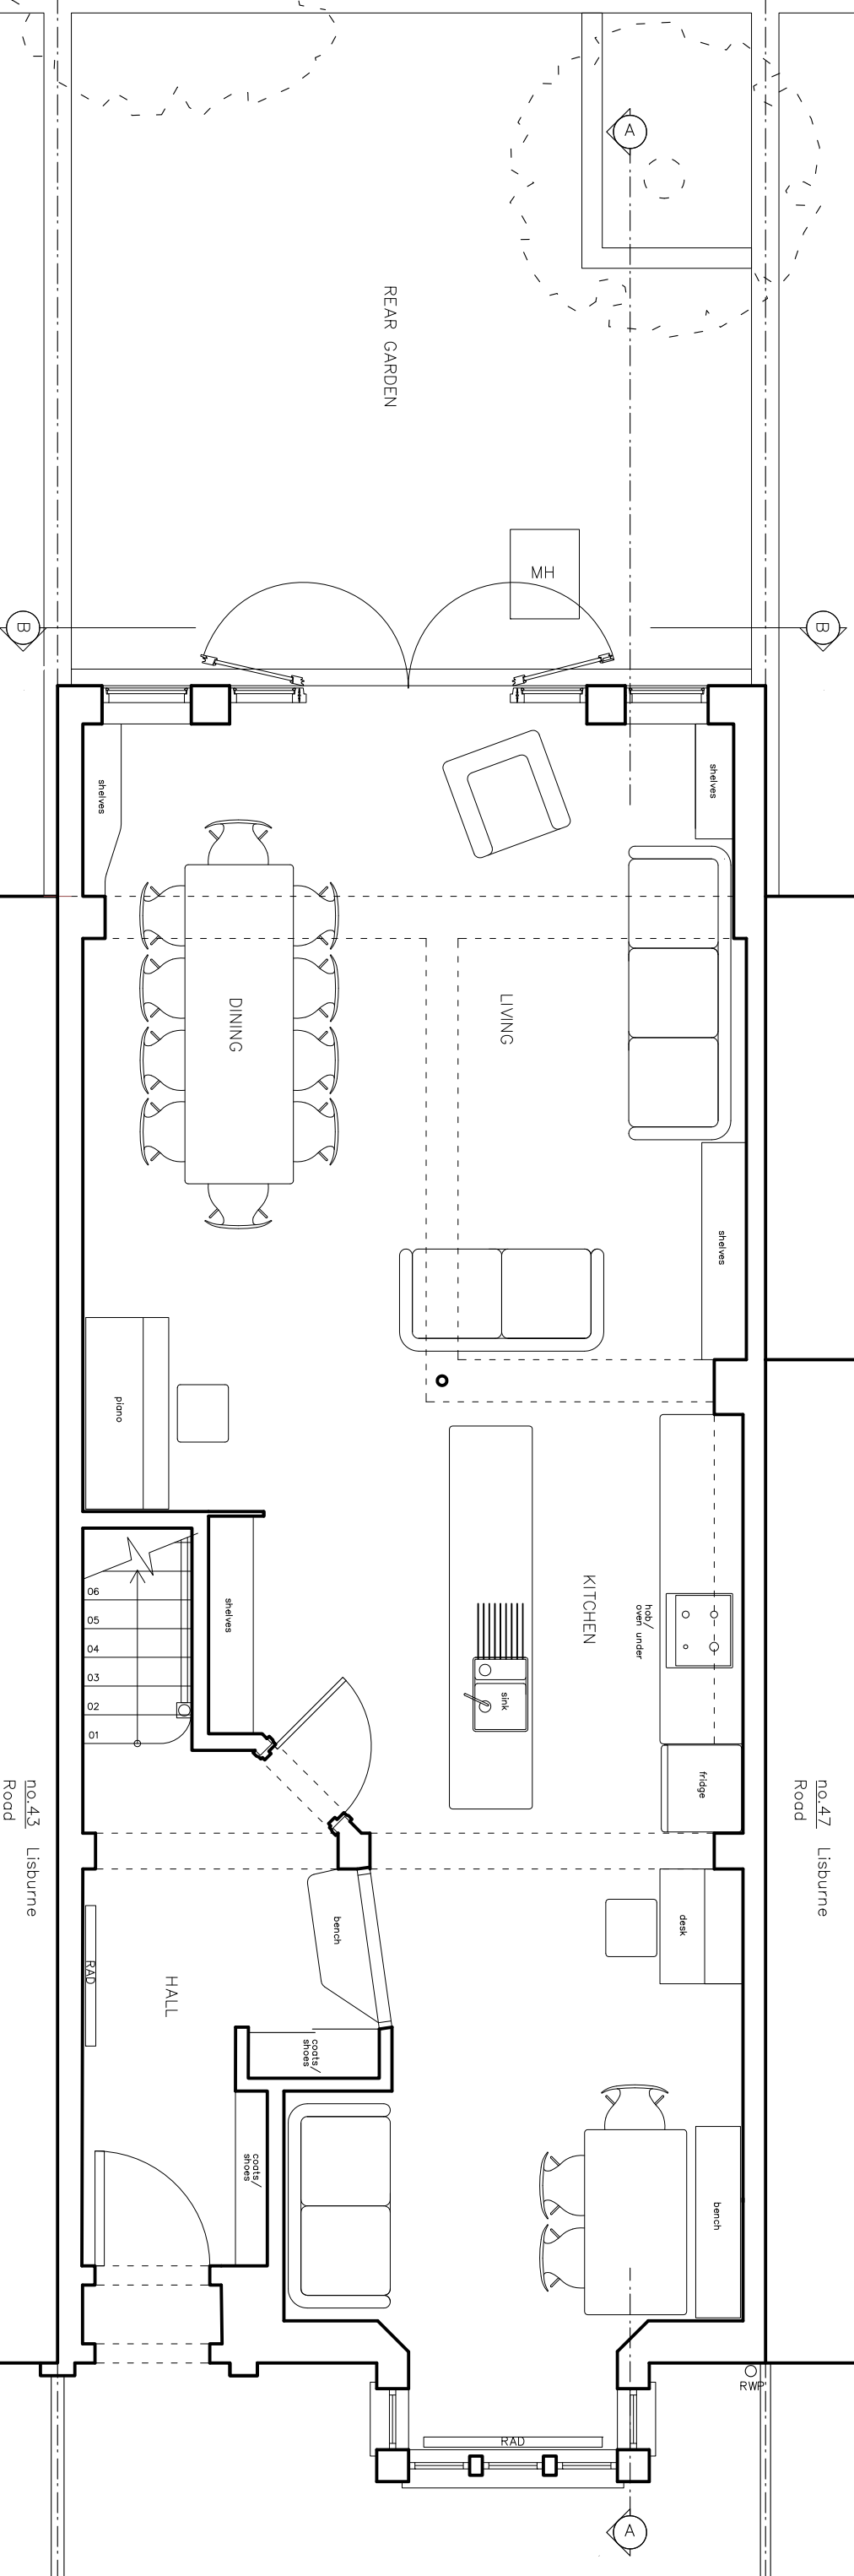 A
REAR GARDEN
MH
B
B
shelves
shelves
DINING
LIVING
shelves
piano
KITCHEN
hob/
oven under
shelves
sink
06
05
04
03
02
01
fridge
no.43 Lisburne
Road
no.47 Lisburne
Road
bench
desk
RAD
HALL
coats/
shoes
coats/
shoes
bench
RWP
RAD
A